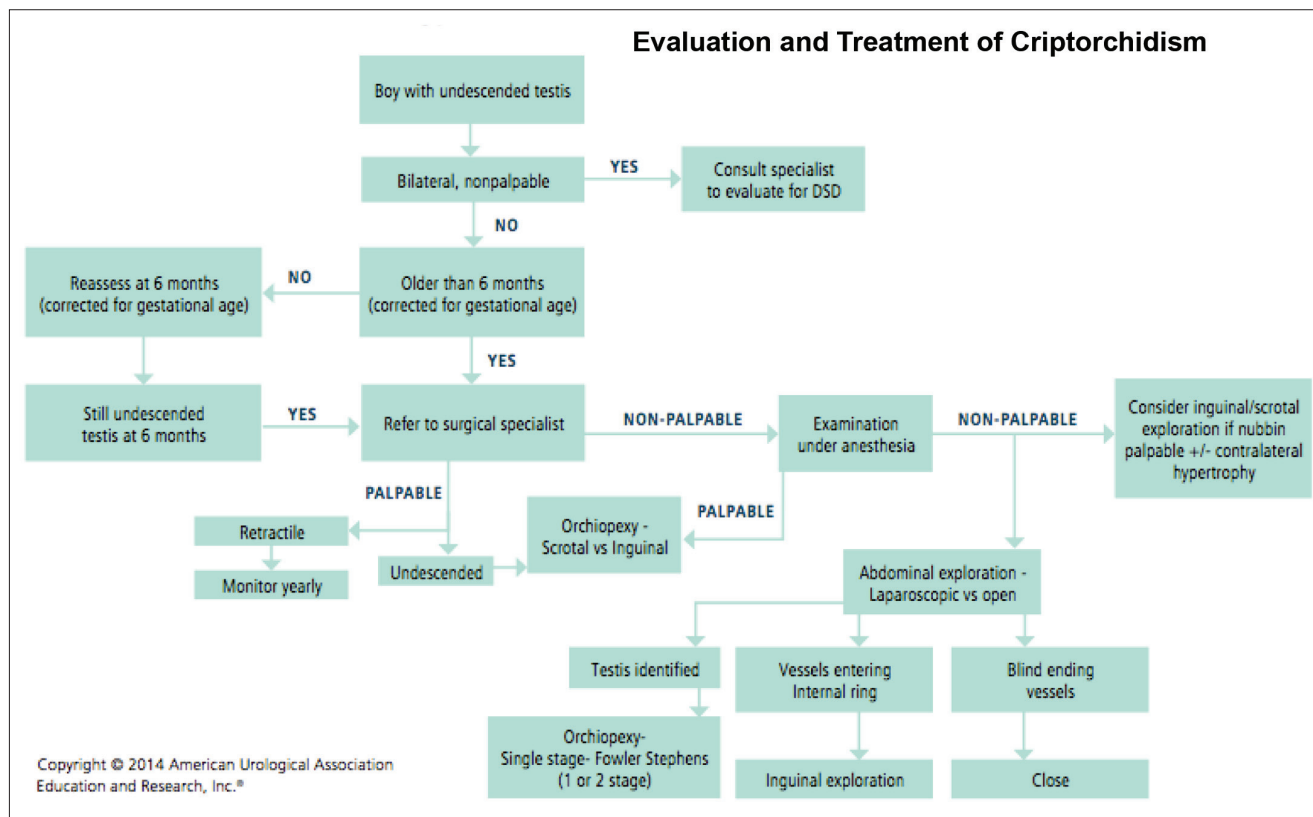 Evaluation and Treatment of Criptorchidism
Boy with undescended testis
Bilateral, nonpalpable
YES
Consult specialist
to evaluate for DSD
NO
Reassess at 6 months
(corrected for gestational age)
NO
Older than 6 months
(corrected for gestational age)
YES
Still undescended
testis at 6 months
YES
Refer to surgical specialist
NON-PALPABLE
Examination
under anesthesia
NON-PALPABLE
Consider inguinal/scrotal
exploration if nubbin
palpable +/- contralateral
hypertrophy
PALPABLE
Retractile
Monitor yearly
Undescended
Orchiopexy -
Scrotal vs Inguinal
PALPABLE
Abdominal exploration -
Laparoscopic vs open
Testis identified
Vessels entering
Internal ring
Blind ending
vessels
Orchiopexy-
Single stage- Fowler Stephens
(1 or 2 stage)
Inguinal exploration
Close
Copyright © 2014 American Urological Association
Education and Research, Inc.®